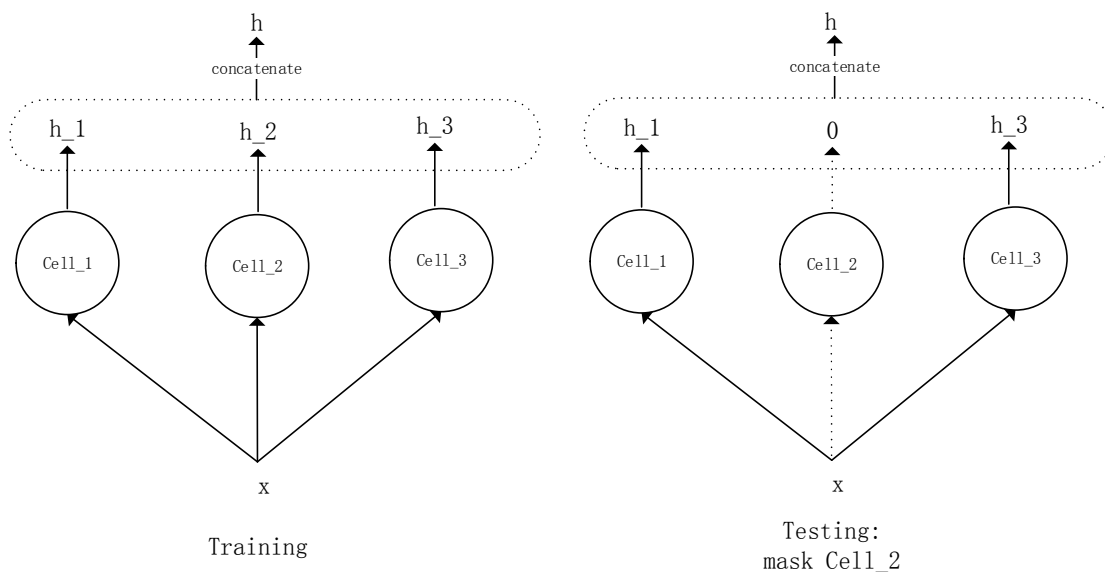 h
concatenate
h_1
h_2
h_3
Cell_1
Cell_2
Cell_3
x
Training
h
concatenate
h_1
0
h_3
Cell_1
Cell_2
Cell_3
x
Testing:
mask Cell_2